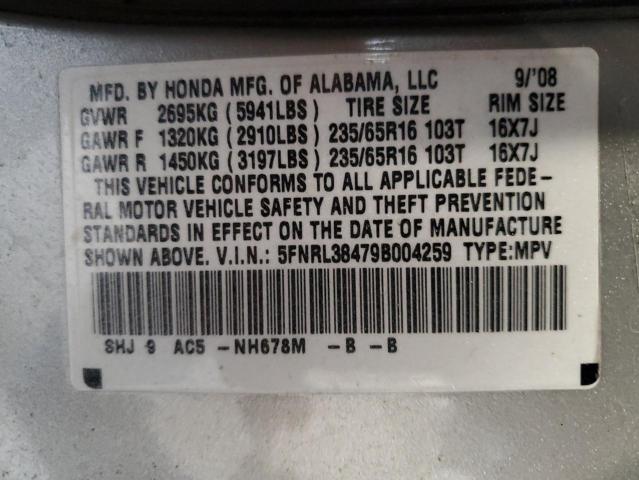 MFD. BY HONDA MFG. OF ALABAMA, LLC 9/'08
GVWR 2695KG (5941LBS) TIRE SIZE RIM SIZE
GAWR F 1320KG (2910LBS) 235/65R16 103T 16X7J
GAWR R 1450KG (3197LBS) 235/65R16 103T 16X7J
THIS VEHICLE CONFORMS TO ALL APPLICABLE FEDE-
RAL MOTOR VEHICLE SAFETY AND THEFT PREVENTION
STANDARDS IN EFFECT ON THE DATE OF MANUFACTURE
SHOWN ABOVE. V.I.N.: 5FNRL38479B004259 TYPE:MPV
SHJ 9 AC5 -NH678M -B -B